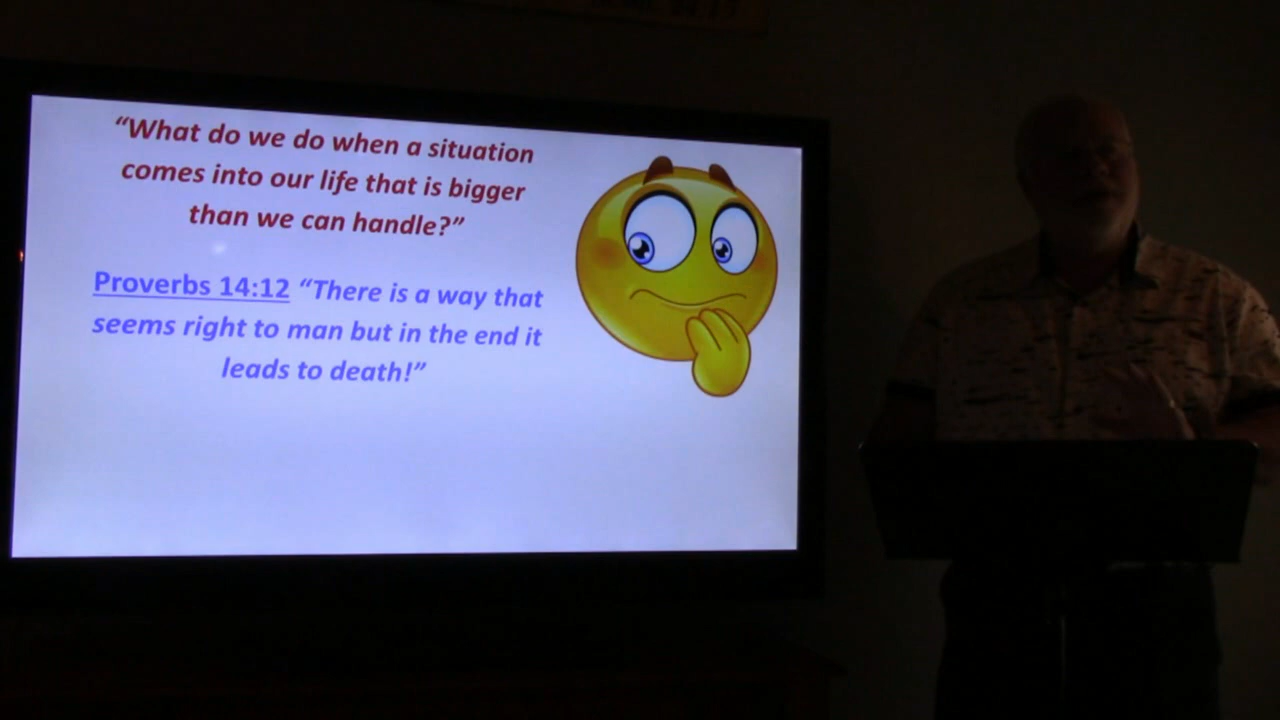 “What do we do when a situation
comes into our life that is bigger
than we can handle?”
Proverbs 14:12 “There is a way that
seems right to man but in the end it
leads to death!”